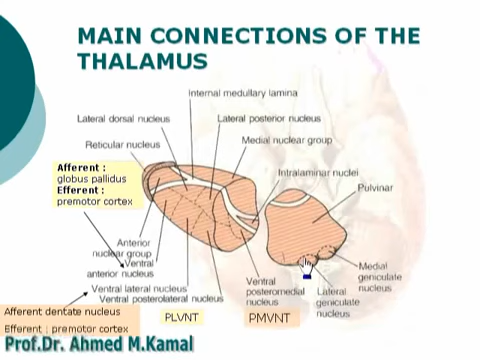 MAIN CONNECTIONS OF THE
THALAMUS
Internal medullary lamina
Lateral dorsal nucleus
Lateral posterior nucleus
Reticular nucleus
Medial nuclear group
Afferent :
globus pallidus
Efferent :
premotor cortex
Intralaminar nuclei
Pulvinar
Anterior
nuclear group
Ventral
anterior nucleus
Ventral lateral nucleus
Ventral posterolateral nucleus
Ventral
posteromedial
nucleus
Lateral
geniculate
nucleus
Medial
geniculate
nucleus
Afferent dentate nucleus
Efferent : premotor cortex
PLVNT
PMVNT
Prof.Dr. Ahmed M.Kamal